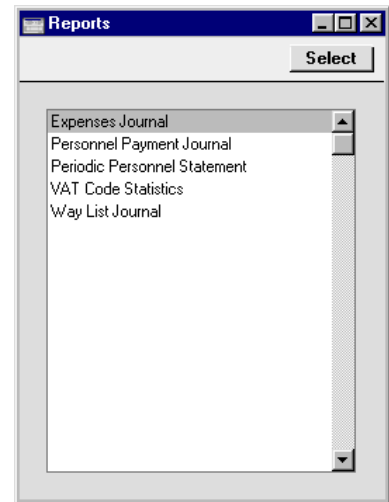 Reports
Select
Expenses Journal
Personnel Payment Journal
Periodic Personnel Statement
VAT Code Statistics
Way List Journal